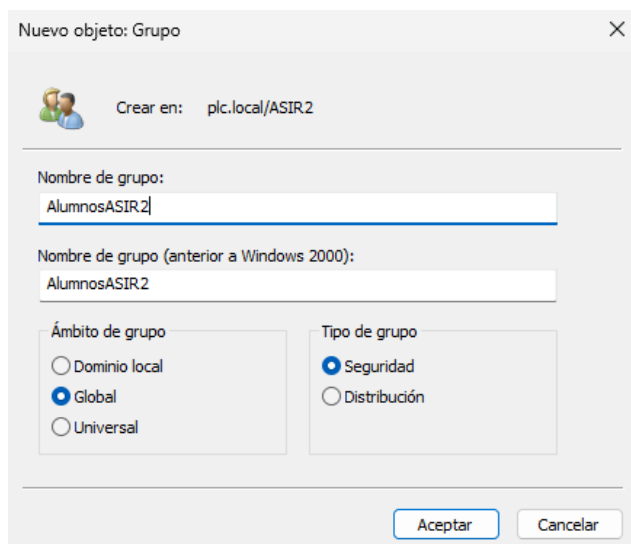 Nuevo objeto: Grupo
Crear en: plc.local/ASIR2
Nombre de grupo:
AlumnosASIR2
Nombre de grupo (anterior a Windows 2000):
AlumnosASIR2
Ámbito de grupo
Dominio local
Global
Universal
Tipo de grupo
Seguridad
Distribución
Aceptar Cancelar